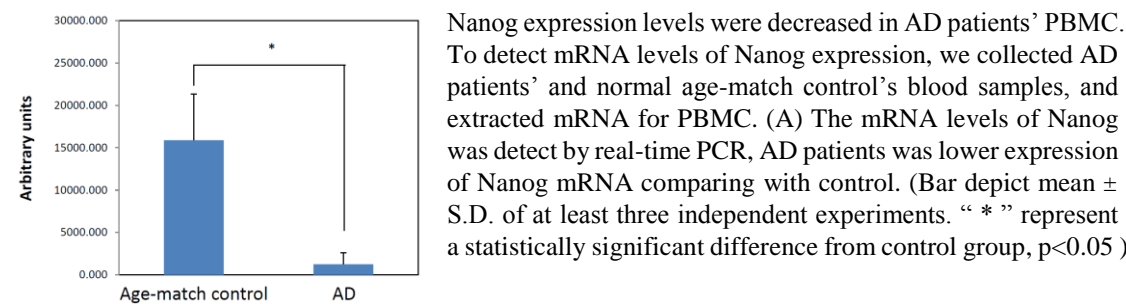 30000.000
25000.000
20000.000
15000.000
10000.000
5000.000
0.000
Arbitrary units
*
Age-match control
AD
Nanog expression levels were decreased in AD patients’ PBMC.
To detect mRNA levels of Nanog expression, we collected AD
patients’ and normal age-match control’s blood samples, and
extracted mRNA for PBMC. (A) The mRNA levels of Nanog
was detect by real-time PCR, AD patients was lower expression
of Nanog mRNA comparing with control. (Bar depict mean ±
S.D. of at least three independent experiments. “ * ” represent
a statistically significant difference from control group, p<0.05 )